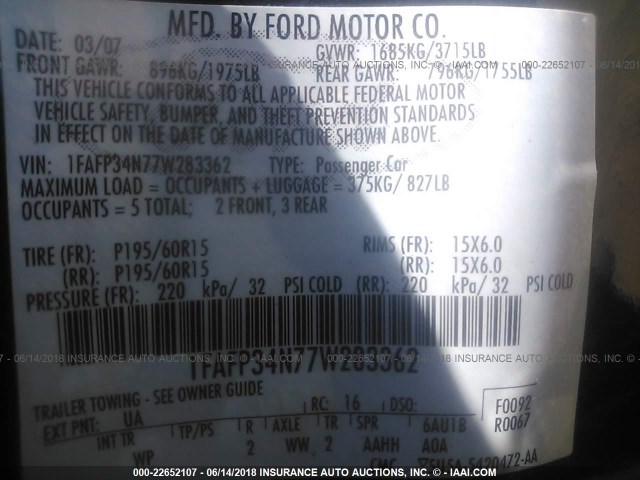 MFD. BY FORD MOTOR CO.
DATE: 03/07 GVWR: 1685KG/3715LB
FRONT GAWR: 896KG/1975LB REAR GAWR: 796KG/1755LB
THIS VEHICLE CONFORMS TO ALL APPLICABLE FEDERAL MOTOR
VEHICLE SAFETY, BUMPER, AND THEFT PREVENTION STANDARDS
IN EFFECT ON THE DATE OF MANUFACTURE SHOWN ABOVE.
VIN: 1FAFP34N77W283362 TYPE: Passenger Car
MAXIMUM LOAD = OCCUPANTS + LUGGAGE = 375KG/ 827LB
OCCUPANTS = 5 TOTAL; 2 FRONT, 3 REAR
TIRE (FR): P195/60R15 RIMS (FR): 15X6.0
(RR): P195/60R15 (RR): 15X6.0
PRESSURE (FR): 220 kPa/ 32 PSI COLD (RR): 220 kPa/ 32 PSI COLD
1FAFP34N77W283362
TRAILER TOWING - SEE OWNER GUIDE
EXT PNT: UA RC: 16 DSO: F0092
INT TR TP/PS R AXLE TR SPR 6AU1B R0067
WP 2 WW 2 AAHH AOA
00-22652107 - 06/14/2018 INSURANCE AUTO AUCTIONS - IAAI.COM